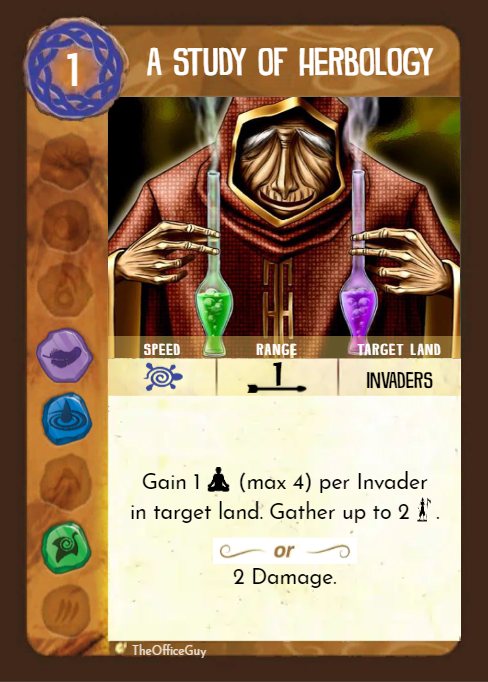 1
A STUDY OF HERBOLOGY
SPEED RANGE TARGET LAND
1 INVADERS
Gain 1 (max 4) per Invader
in target land. Gather up to 2 .
or
2 Damage.
TheOfficeGuy